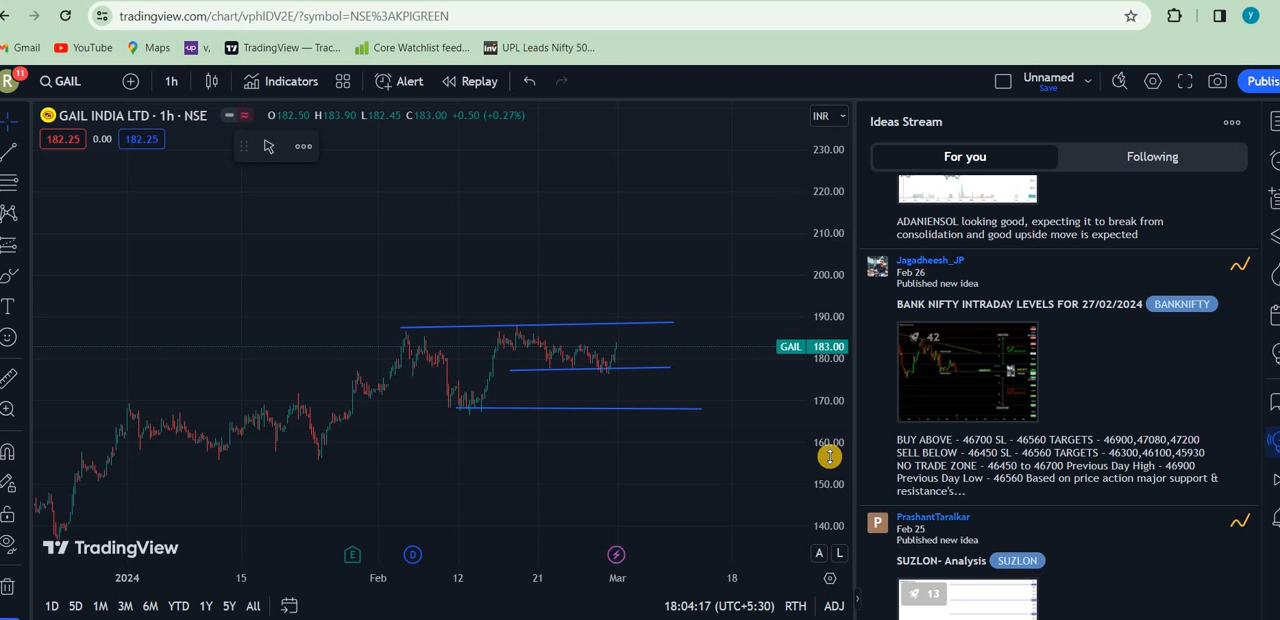 tradingview.com/chart/vphIDV2E/?symbol=NSE%3AKPIGREEN
Y
Gmail YouTube Maps up v, TradingView — Trac... Core Watchlist feed... Inv UPL Leads Nifty 50...
R 11 GAIL 1h Indicators Alert Replay Unnamed Save Publis
GAIL INDIA LTD · 1h · NSE O182.50 H183.90 L182.45 C183.00 +0.50 (+0.27%) INR
182.25 0.00 182.25
230.00
220.00
210.00
200.00
190.00
GAIL 183.00
180.00
170.00
160.00
150.00
140.00
TradingView
E D A L
2024 15 Feb 12 21 Mar 18
1D 5D 1M 3M 6M YTD 1Y 5Y All 18:04:17 (UTC+5:30) RTH ADJ
Ideas Stream
For you Following
ADANIENSOL looking good, expecting it to break from
consolidation and good upside move is expected
Jagadheesh_JP
Feb 26
Published new idea
BANK NIFTY INTRADAY LEVELS FOR 27/02/2024 BANKNIFTY
42
BUY ABOVE - 46700 SL - 46560 TARGETS - 46900,47080,47200
SELL BELOW - 46450 SL - 46560 TARGETS - 46300,46100,45930
NO TRADE ZONE - 46450 to 46700 Previous Day High - 46900
Previous Day Low - 46560 Based on price action major support &
resistance's...
P PrashantTaralkar
Feb 25
Published new idea
SUZLON- Analysis SUZLON
13